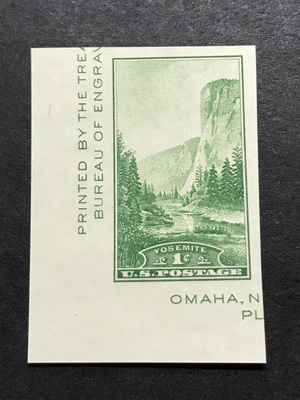 PRINTED BY THE TREA
BUREAU OF ENGRAV
YOSEMITE
1¢
U.S. POSTAGE
OMAHA, N
PL